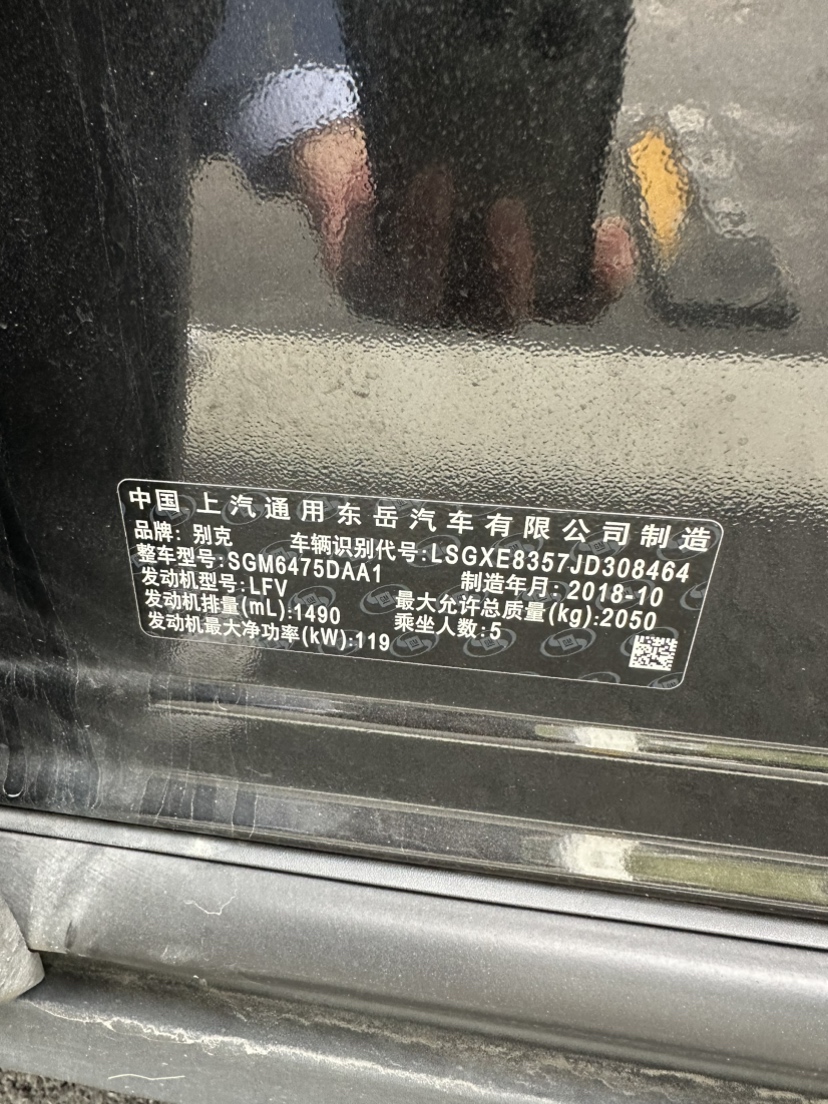 中国 上汽通用东岳汽车有限公司制造
品牌: 别克 车辆识别代号:LSGXE8357JD308464
整车型号:SGM6475DAA1 制造年月: 2018-10
发动机型号:LFV 最大允许总质量(kg):2050
发动机排量(mL):1490 乘坐人数:5
发动机最大净功率(kW):119